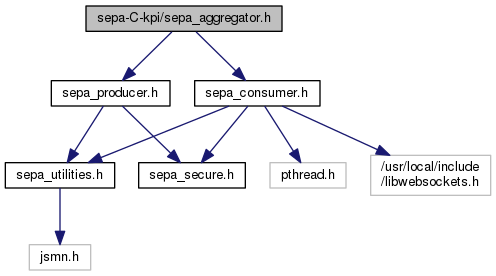 sepa-C-kpi/sepa_aggregator.h
sepa_producer.h
sepa_consumer.h
sepa_utilities.h
sepa_secure.h
pthread.h
/usr/local/include
/libwebsockets.h
jsmn.h